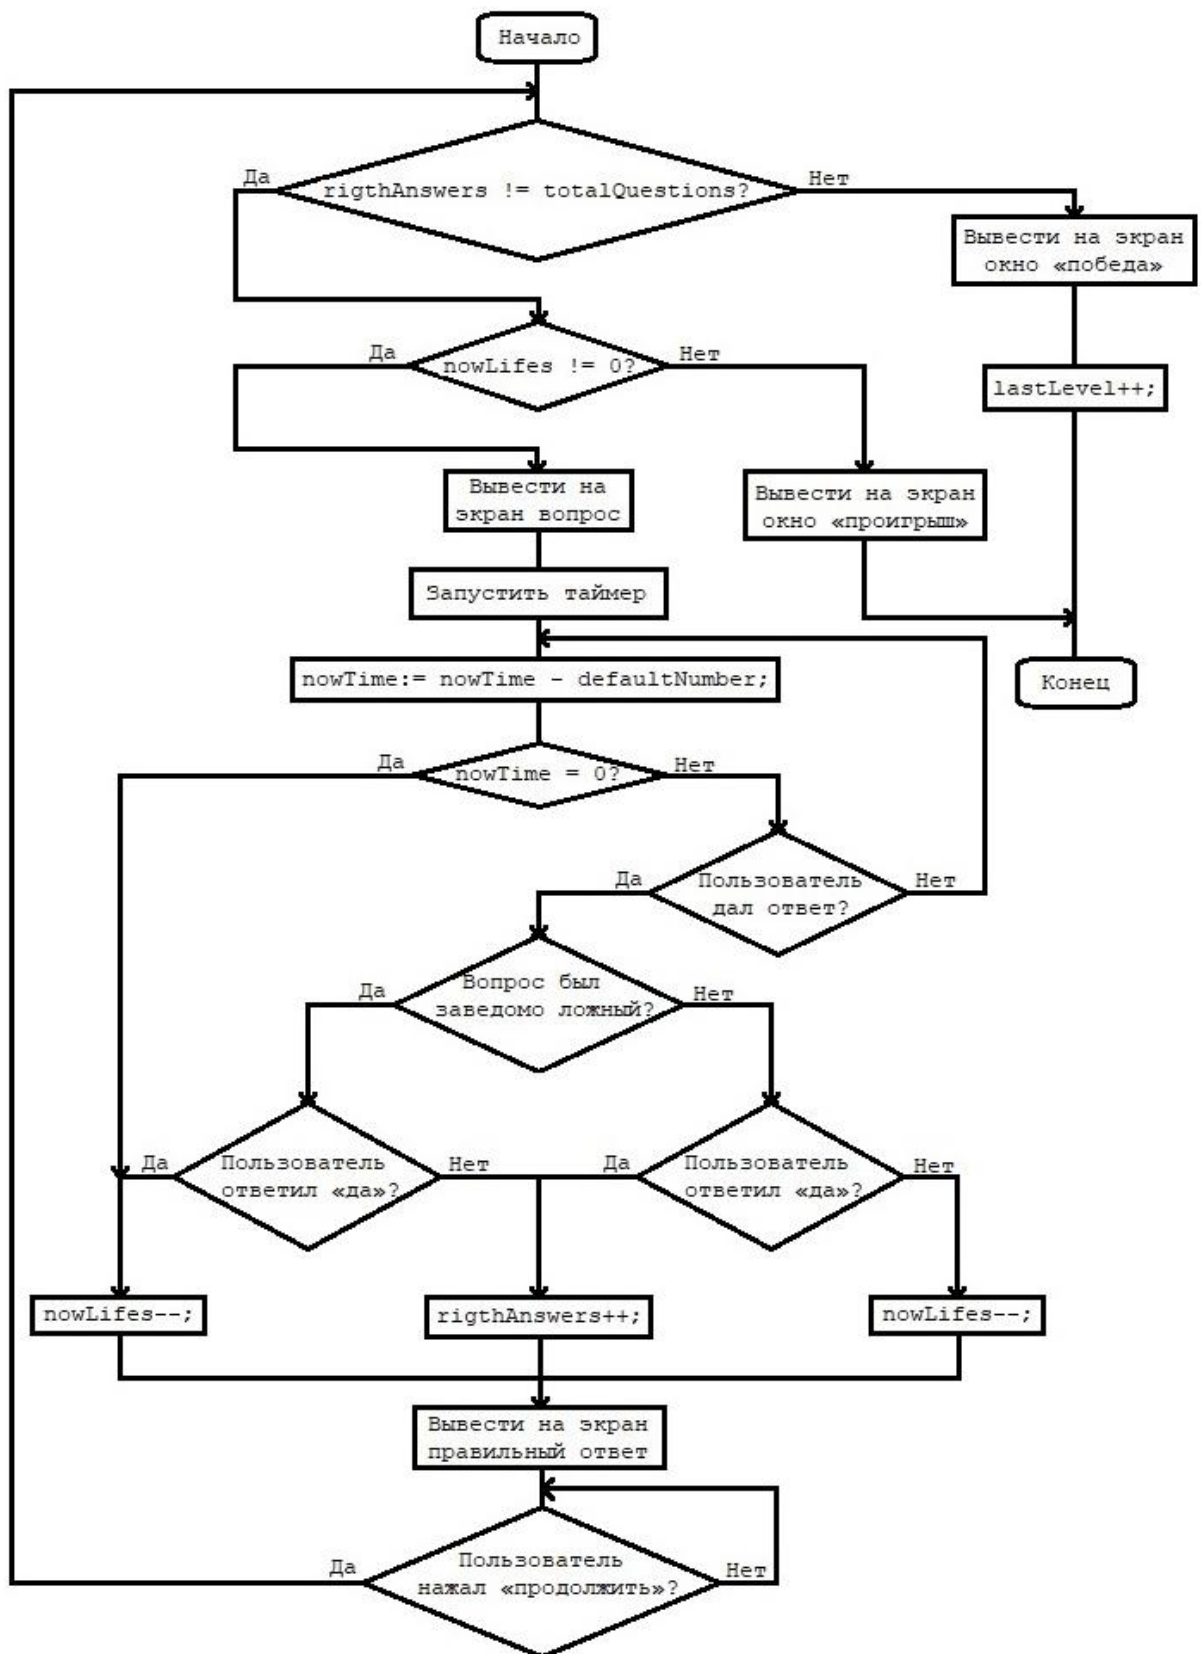 Начало
Да
rigthAnswers != totalQuestions?
Нет
Вывести на экран
окно «победа»
Да
nowLifes != 0?
Нет
lastLevel++;
Вывести на
экран вопрос
Вывести на экран
окно «проигрыш»
Запустить таймер
nowTime:= nowTime - defaultNumber;
Конец
Да
nowTime = 0?
Нет
Да
Пользователь
дал ответ?
Нет
Да
Вопрос был
заведомо ложный?
Нет
Да
Пользователь
ответил «да»?
Нет
Да
Пользователь
ответил «да»?
Нет
nowLifes--;
rigthAnswers++;
nowLifes--;
Вывести на экран
правильный ответ
Да
Пользователь
нажал «продолжить»?
Нет